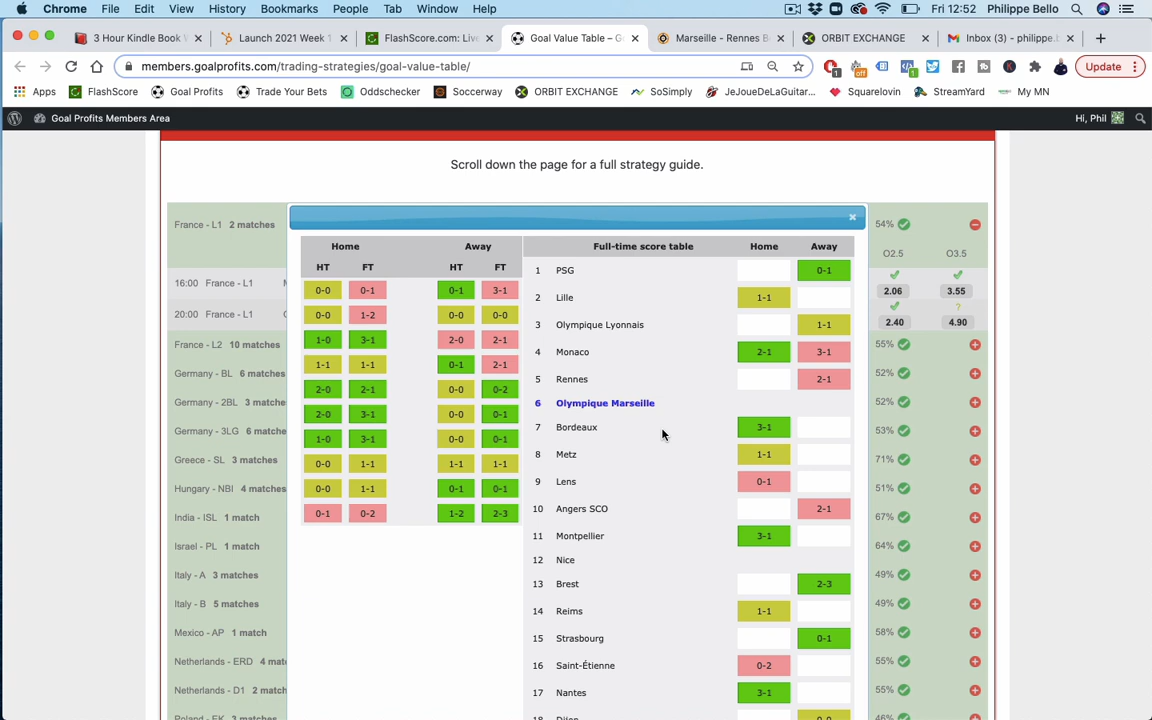 Chrome File Edit View History Bookmarks People Tab Window Help Fri 12:52 Philippe Bello
3 Hour Kindle Book W Launch 2021 Week 1 FlashScore.com: Live Goal Value Table – Go Marseille - Rennes B ORBIT EXCHANGE Inbox (3) - philippe.b
members.goalprofits.com/trading-strategies/goal-value-table/ 1 off 1 Update
Apps FlashScore Goal Profits Trade Your Bets Oddschecker Soccerway ORBIT EXCHANGE SoSimply JeJoueDeLaGuitar... Squarelovin StreamYard My MN
Goal Profits Members Area Hi, Phil
Scroll down the page for a full strategy guide.
France - L1 2 matches 54%
O2.5 O3.5
16:00 France - L1 2.06 3.55
20:00 France - L1 ? 2.40 4.90
France - L2 10 matches 55%
Germany - BL 6 matches 52%
Germany - 2BL 3 matches 52%
Germany - 3LG 6 matches 53%
Greece - SL 3 matches 71%
Hungary - NBI 4 matches 51%
India - ISL 1 match 67%
Israel - PL 1 match 64%
Italy - A 3 matches 49%
Italy - B 5 matches 49%
Mexico - AP 1 match 58%
Netherlands - ERD 4 mat 55%
Netherlands - D1 2 match 55%
Poland - EK 3 matches 46%
Home Away
HT FT HT FT
0-0 0-1 0-1 3-1
0-0 1-2 0-0 0-0
1-0 3-1 2-0 2-1
1-1 1-1 0-1 2-1
2-0 2-1 0-0 0-2
2-0 3-1 0-0 0-1
1-0 3-1 0-0 0-1
0-0 1-1 1-1 1-1
0-0 1-1 0-1 0-1
0-1 0-2 1-2 2-3
Full-time score table Home Away
1 PSG 0-1
2 Lille 1-1
3 Olympique Lyonnais 1-1
4 Monaco 2-1 3-1
5 Rennes 2-1
6 Olympique Marseille
7 Bordeaux 3-1
8 Metz 1-1
9 Lens 0-1
10 Angers SCO 2-1
11 Montpellier 3-1
12 Nice
13 Brest 2-3
14 Reims 1-1
15 Strasbourg 0-1
16 Saint-Étienne 0-2
17 Nantes 3-1
18 Dijon 0-0